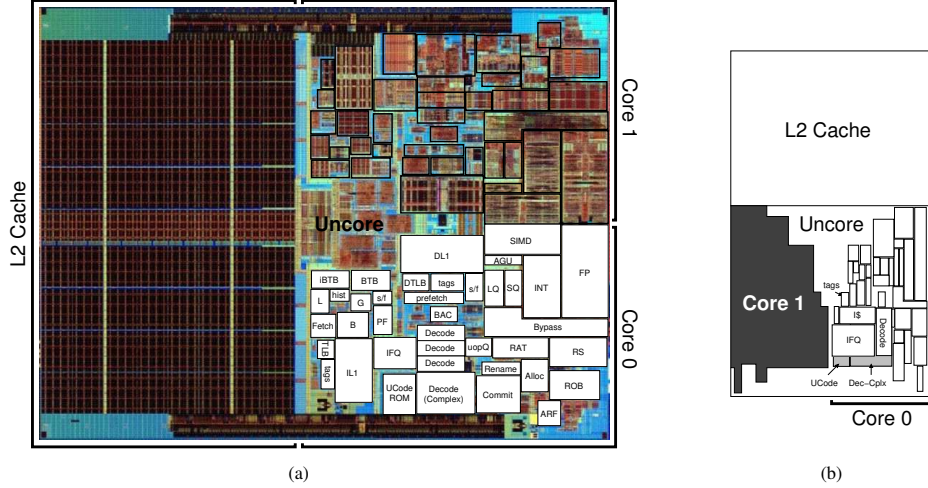 L2 Cache
Core 1
Uncore
SIMD
DL1
AGU
FP
iBTB
BTB
DTLB
tags
s/f
LQ
SQ
INT
L
hist
G
s/f
prefetch
Fetch
B
PF
BAC
Bypass
Decode
TLB
IFQ
Decode
uopQ
RAT
RS
tags
IL1
Decode
Rename
Alloc
UCode
ROM
Decode
(Complex)
Commit
ROB
ARF
Core 0
(a)
L2 Cache
Uncore
Core 1
tags
I$
IFQ
Decode
UCode
Dec-Cplx
Core 0
(b)